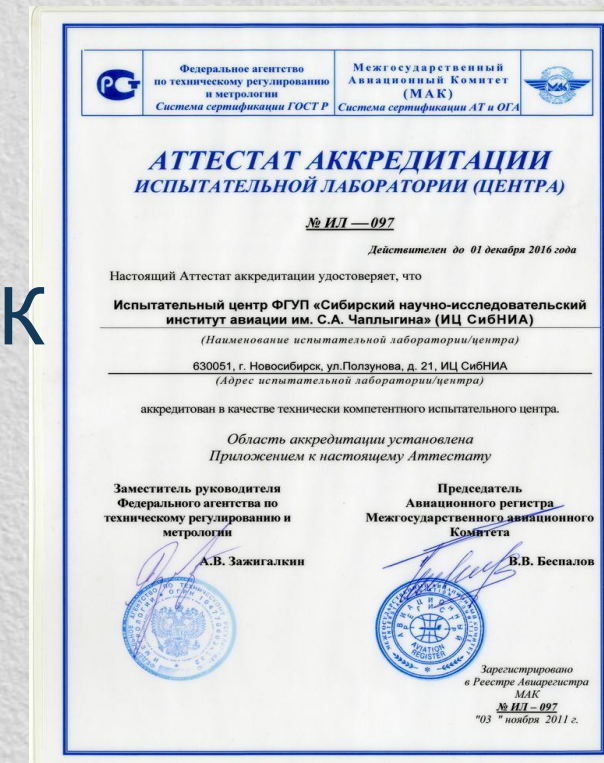 Федеральное агентство
по техническому регулированию
и метрологии
Система сертификации ГОСТ Р
Межгосударственный
Авиационный Комитет
(МАК)
Система сертификации АТ и ОГА
РСТ
МАК
АТТЕСТАТ АККРЕДИТАЦИИ
ИСПЫТАТЕЛЬНОЙ ЛАБОРАТОРИИ (ЦЕНТРА)
№ ИЛ — 097
Действителен до 01 декабря 2016 года
Настоящий Аттестат аккредитации удостоверяет, что
К
Испытательный центр ФГУП «Сибирский научно-исследовательский
институт авиации им. С.А. Чаплыгина» (ИЦ СибНИА)
(Наименование испытательной лаборатории/центра)
630051, г. Новосибирск, ул.Ползунова, д. 21, ИЦ СибНИА
(Адрес испытательной лаборатории/центра)
аккредитован в качестве технически компетентного испытательного центра.
Область аккредитации установлена
Приложением к настоящему Аттестату
Заместитель руководителя
Федерального агентства по
техническому регулированию и
метрологии
А.В. Зажигалкин
Председатель
Авиационного регистра
Межгосударственного авиационного
Комитета
В.В. Беспалов
АВИАЦИОННЫЙ РЕГИСТР
AVIATION
REGISTER
Зарегистрировано
в Реестре Авиарегистра
МАК
№ ИЛ – 097
"03 " ноября 2011 г.